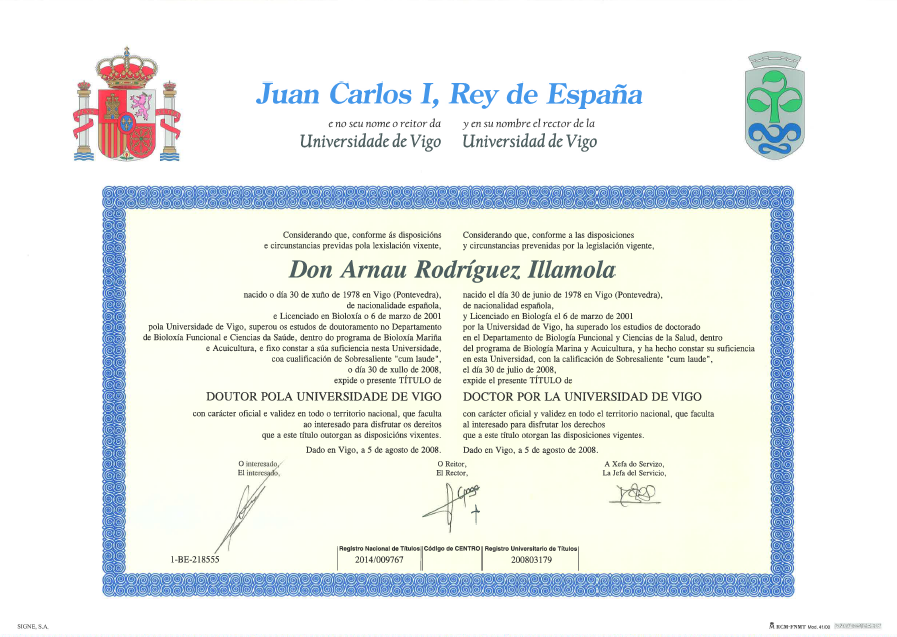 Juan Carlos I, Rey de España
e no seu nome o reitor da
Universidade de Vigo
y en su nombre el rector de la
Universidad de Vigo
Considerando que, conforme ás disposicións
e circunstancias previdas pola lexislación vixente,
Considerando que, conforme a las disposiciones
y circunstancias prevenidas por la legislación vigente,
Don Arnau Rodríguez Illamola
nacido o día 30 de xuño de 1978 en Vigo (Pontevedra),
de nacionalidade española,
e Licenciado en Bioloxía o 6 de marzo de 2001
pola Universidade de Vigo, superou os estudos de doutoramento no Departamento
de Bioloxía Funcional e Ciencias da Saúde, dentro do programa de Bioloxía Mariña
e Acuicultura, e fixo constar a súa suficiencia nesta Universidade,
coa cualificación de Sobresaliente "cum laude",
o día 30 de xullo de 2008,
expide o presente TÍTULO de
DOUTOR POLA UNIVERSIDADE DE VIGO
con carácter oficial e validez en todo o territorio nacional, que faculta
ao interesado para disfrutar os dereitos
que a este título outorgan as disposicións vixentes.
Dado en Vigo, a 5 de agosto de 2008.
nacido el día 30 de junio de 1978 en Vigo (Pontevedra),
de nacionalidad española,
y Licenciado en Biología el 6 de marzo de 2001
por la Universidad de Vigo, ha superado los estudios de doctorado
en el Departamento de Biología Funcional y Ciencias de la Salud, dentro
del programa de Biología Marina y Acuicultura, y ha hecho constar su suficiencia
en esta Universidad, con la calificación de Sobresaliente "cum laude",
el día 30 de julio de 2008,
expide el presente TÍTULO de
DOCTOR POR LA UNIVERSIDAD DE VIGO
con carácter oficial y validez en todo el territorio nacional, que faculta
al interesado para disfrutar los derechos
que a este título otorgan las disposiciones vigentes.
Dado en Vigo, a 5 de agosto de 2008.
O interesado,
El interesado,
O Reitor,
El Rector,
A Xefa do Servizo,
La Jefa del Servicio,
1-BE-218555
Registro Nacional de Títulos
2014/009767
Código de CENTRO
Registro Universitario de Títulos
200803179
SIGNE, S.A.
RCM-FNMT Mod. 41/03